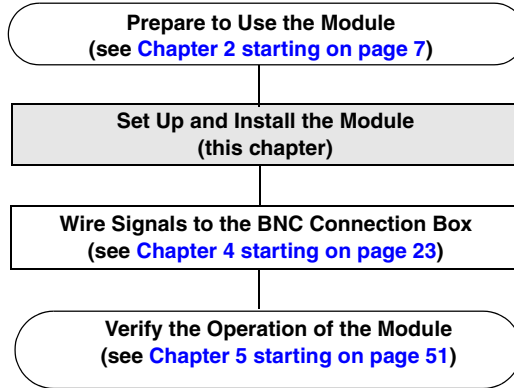 Prepare to Use the Module
(see Chapter 2 starting on page 7)
Set Up and Install the Module
(this chapter)
Wire Signals to the BNC Connection Box
(see Chapter 4 starting on page 23)
Verify the Operation of the Module
(see Chapter 5 starting on page 51)